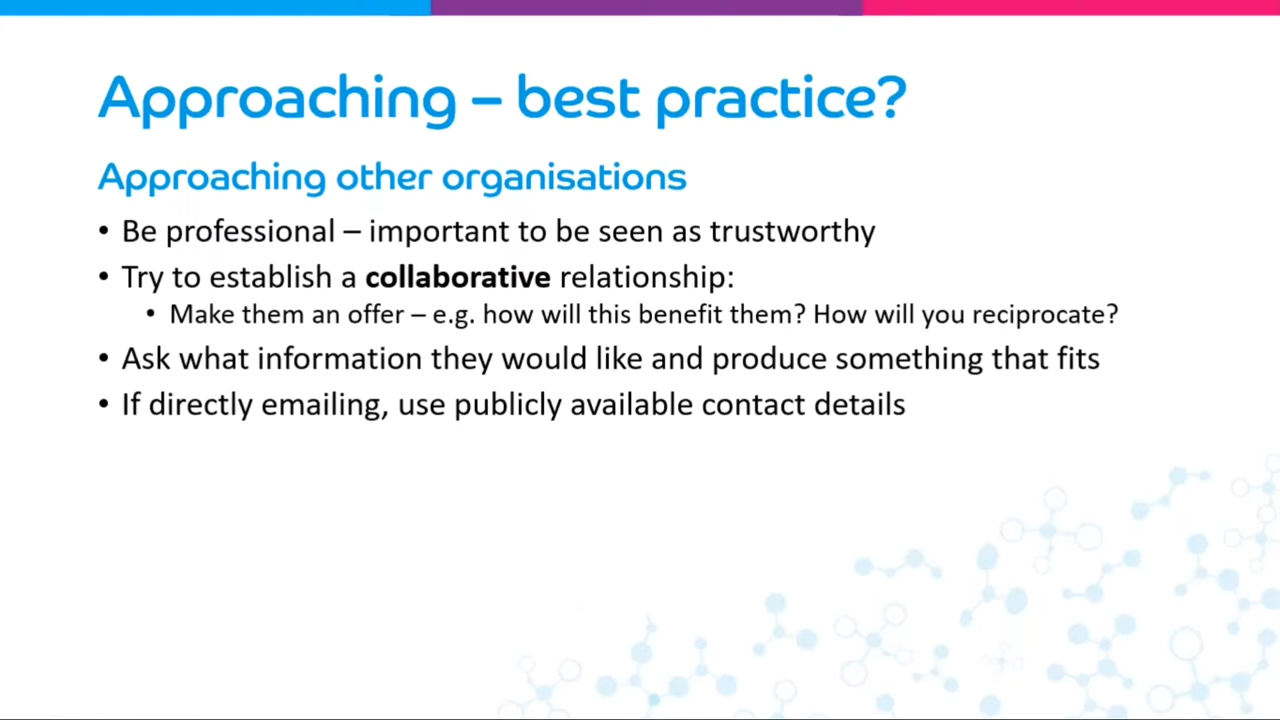 Approaching – best practice?
Approaching other organisations
• Be professional – important to be seen as trustworthy
• Try to establish a collaborative relationship:
• Make them an offer – e.g. how will this benefit them? How will you reciprocate?
• Ask what information they would like and produce something that fits
• If directly emailing, use publicly available contact details